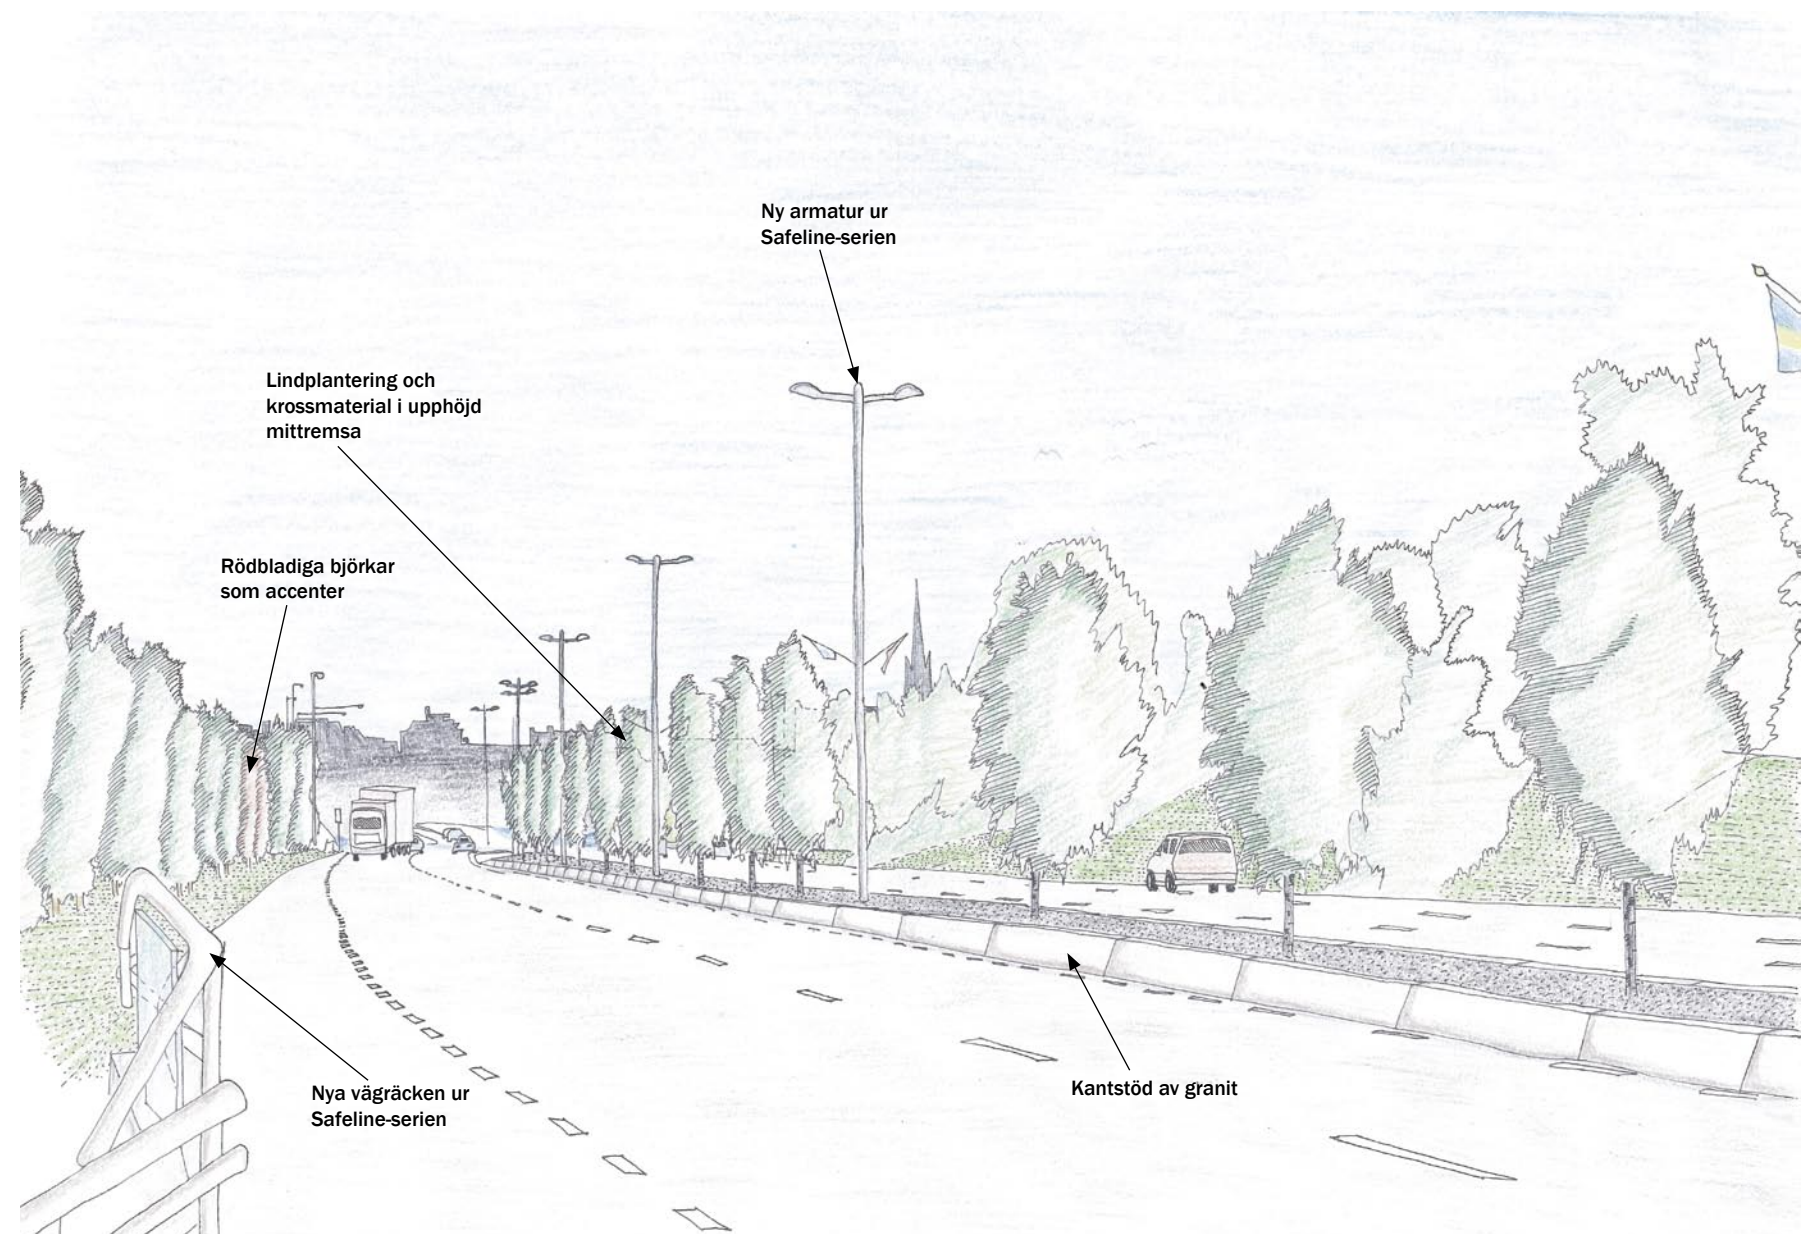 Ny armatur ur
Safeline-serien
Lindplantering och
krossmaterial i upphöjd
mittremsa
Rödbladiga björkar
som accenter
Nya vägräcken ur
Safeline-serien
Kantstöd av granit